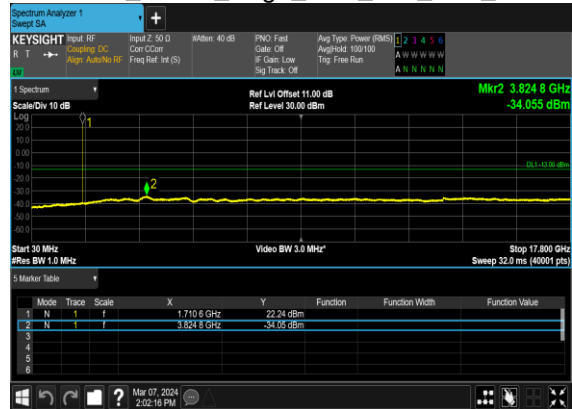 Spectrum Analyzer 1
Swept SA
+
KEYSIGHT Input: RF Input Z: 50 Ω #Atten: 40 dB PNO: Fast Avg Type: Power (RMS) 1 2 3 4 5 6
R T Coupling: DC Corr CCorr Gate: Off Avg|Hold: 100/100 A W W W W W
Align: Auto/No RF Freq Ref: Int (S) IF Gain: Low Trig: Free Run
Sig Track: Off A N N N N N
1 Spectrum Ref Lvl Offset 11.00 dB Mkr2 3.824 8 GHz
Scale/Div 10 dB Ref Level 30.00 dBm -34.055 dBm
Log
20.0 1
10.0
0.00
-10.0 DL1 -13.00 dBm
-20.0
-30.0 2
-40.0
-50.0
-60.0
Start 30 MHz Video BW 3.0 MHz* Stop 17.800 GHz
#Res BW 1.0 MHz Sweep 32.0 ms (40001 pts)
5 Marker Table
Mode Trace Scale X Y Function Function Width Function Value
1 N 1 f 1.710 6 GHz 22.24 dBm
2 N 1 f 3.824 8 GHz -34.05 dBm
3
4
5
6
? Mar 07, 2024
2:02:16 PM